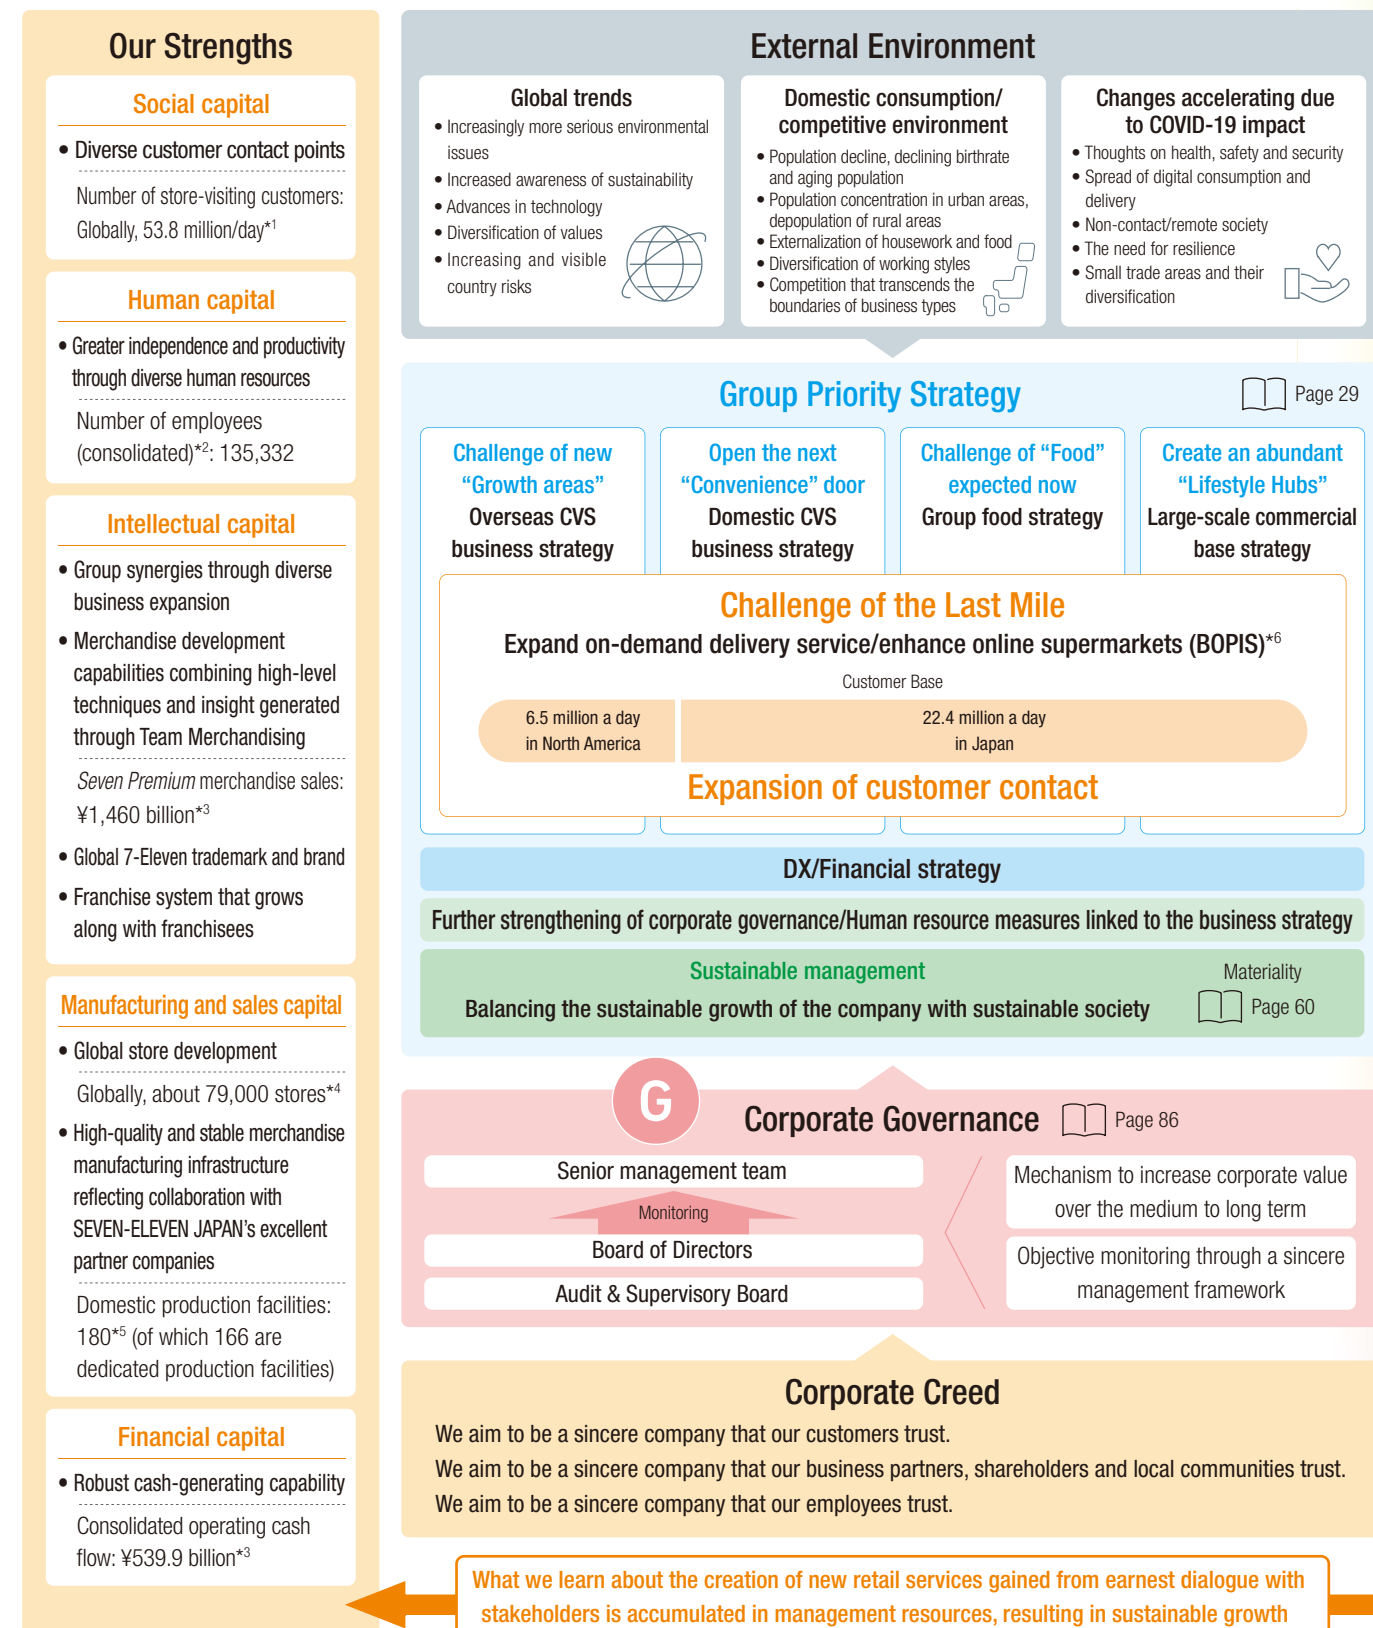 Our Strengths
Social capital
• Diverse customer contact points
Number of store-visiting customers:
Globally, 53.8 million/day*1
Human capital
• Greater independence and productivity
through diverse human resources
Number of employees
(consolidated)*2: 135,332
Intellectual capital
• Group synergies through diverse
business expansion
• Merchandise development
capabilities combining high-level
techniques and insight generated
through Team Merchandising
Seven Premium merchandise sales:
¥1,460 billion*3
• Global 7-Eleven trademark and brand
• Franchise system that grows
along with franchisees
Manufacturing and sales capital
• Global store development
Globally, about 79,000 stores*4
• High-quality and stable merchandise
manufacturing infrastructure
reflecting collaboration with
SEVEN-ELEVEN JAPAN's excellent
partner companies
Domestic production facilities:
180*5 (of which 166 are
dedicated production facilities)
Financial capital
• Robust cash-generating capability
Consolidated operating cash
flow: ¥539.9 billion*3
External Environment
Global trends
• Increasingly more serious environmental
issues
• Increased awareness of sustainability
• Advances in technology
• Diversification of values
• Increasing and visible
country risks
Domestic consumption/
competitive environment
• Population decline, declining birthrate
and aging population
• Population concentration in urban areas,
depopulation of rural areas
• Externalization of housework and food
• Diversification of working styles
• Competition that transcends the
boundaries of business types
Changes accelerating due
to COVID-19 impact
• Thoughts on health, safety and security
• Spread of digital consumption and
delivery
• Non-contact/remote society
• The need for resilience
• Small trade areas and their
diversification
Group Priority Strategy
Page 29
Challenge of new
“Growth areas”
Overseas CVS
business strategy
Open the next
“Convenience” door
Domestic CVS
business strategy
Challenge of “Food”
expected now
Group food strategy
Create an abundant
“Lifestyle Hubs”
Large-scale commercial
base strategy
Challenge of the Last Mile
Expand on-demand delivery service/enhance online supermarkets (BOPIS)*6
Customer Base
6.5 million a day
in North America
22.4 million a day
in Japan
Expansion of customer contact
DX/Financial strategy
Further strengthening of corporate governance/Human resource measures linked to the business strategy
Sustainable management
Balancing the sustainable growth of the company with sustainable society
Materiality
Page 60
G
Corporate Governance
Page 86
Senior management team
Monitoring
Board of Directors
Audit & Supervisory Board
Mechanism to increase corporate value
over the medium to long term
Objective monitoring through a sincere
management framework
Corporate Creed
We aim to be a sincere company that our customers trust.
We aim to be a sincere company that our business partners, shareholders and local communities trust.
We aim to be a sincere company that our employees trust.
What we learn about the creation of new retail services gained from earnest dialogue with
stakeholders is accumulated in management resources, resulting in sustainable growth